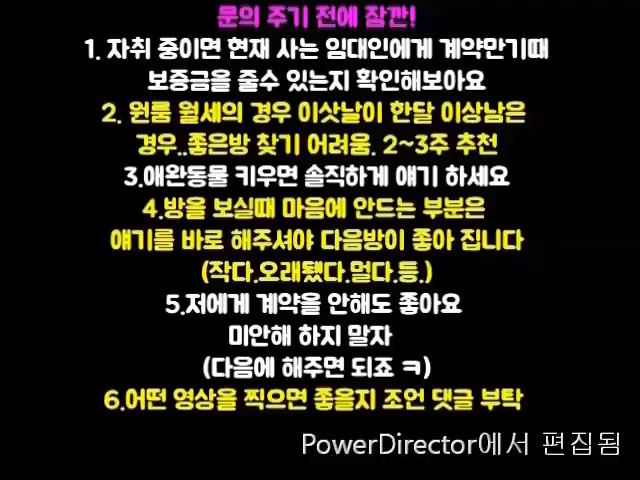 문의 주기 전에 잠깐!
1. 자취 중이면 현재 사는 임대인에게 계약만기때
보증금을 줄수 있는지 확인해보아요
2. 원룸 월세의 경우 이삿날이 한달 이상남은
경우..좋은방 찾기 어려움. 2~3주 추천
3.애완동물 키우면 솔직하게 얘기 하세요
4.방을 보실때 마음에 안드는 부분은
얘기를 바로 해주셔야 다음방이 좋아 집니다
(작다.오래됐다.멀다.등.)
5.저에게 계약을 안해도 좋아요
미안해 하지 말자
(다음에 해주면 되죠 ㅋ)
6.어떤 영상을 찍으면 좋을지 조언 댓글 부탁
PowerDirector에서 편집됨